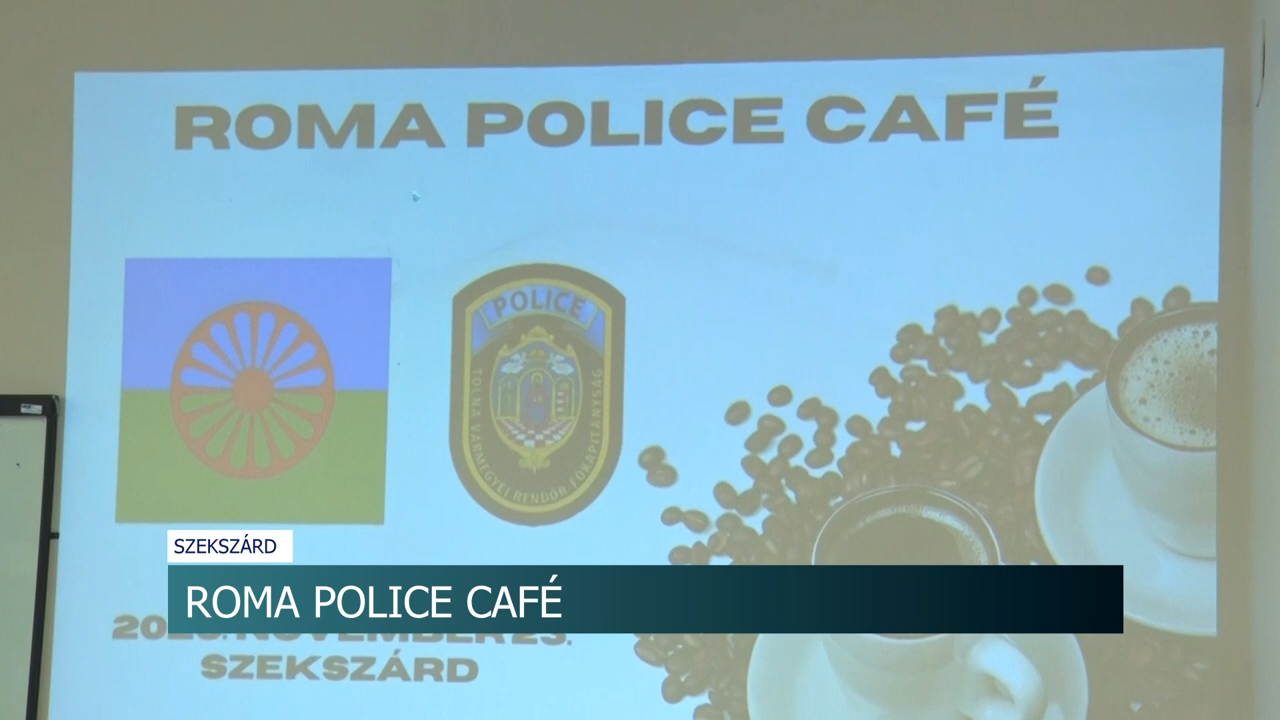 ROMA POLICE CAFÉ
POLICE
TOLNA VÁRMEGYEI RENDŐR-FŐKAPITÁNYSÁG
SZEKSZÁRD
ROMA POLICE CAFÉ
NOVEMBER
SZEKSZÁRD